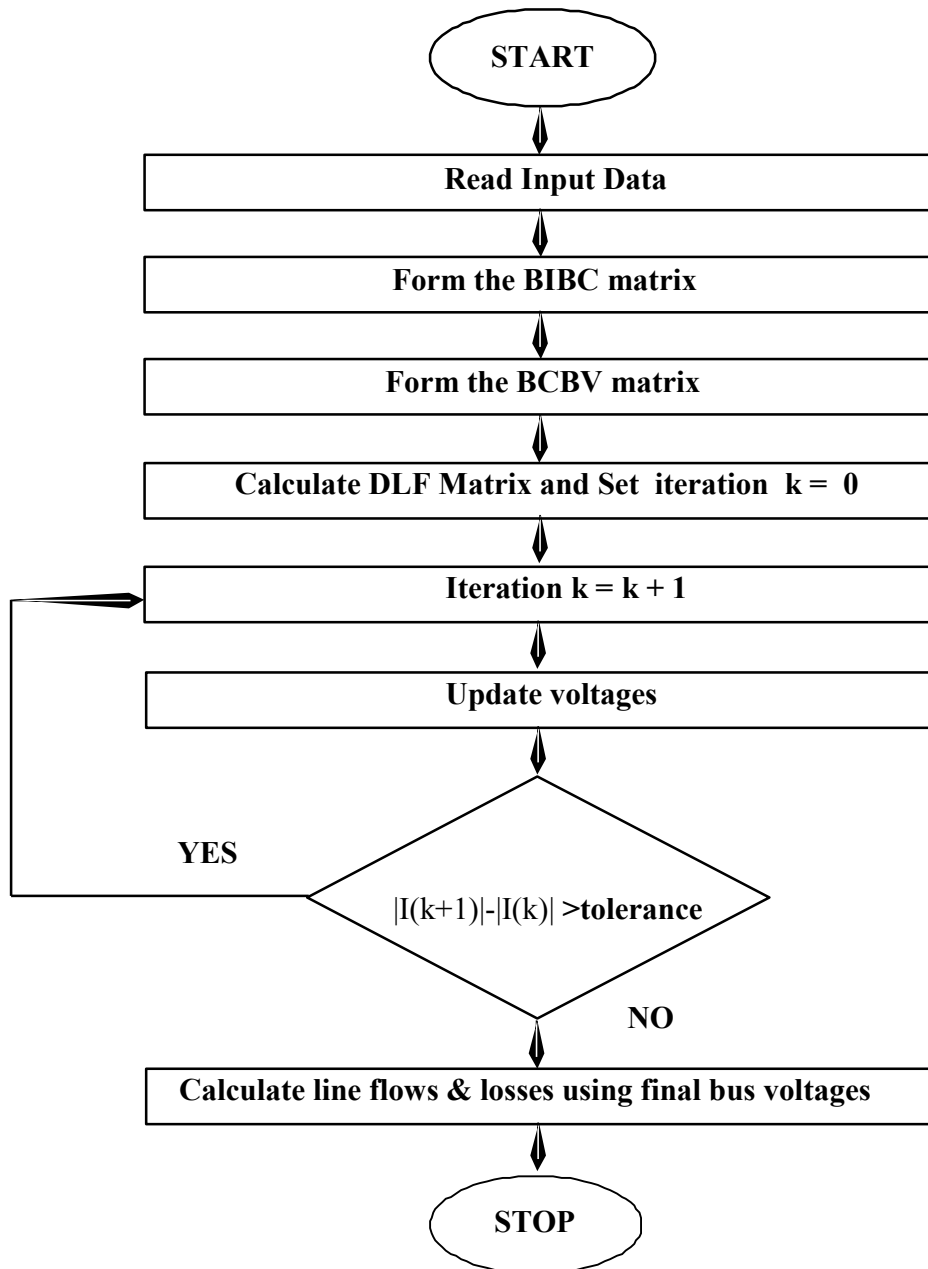 START
Read Input Data
Form the BIBC matrix
Form the BCBV matrix
Calculate DLF Matrix and Set iteration k = 0
Iteration k = k + 1
Update voltages
YES
|I(k+1)|-|I(k)| >tolerance
NO
Calculate line flows & losses using final bus voltages
STOP